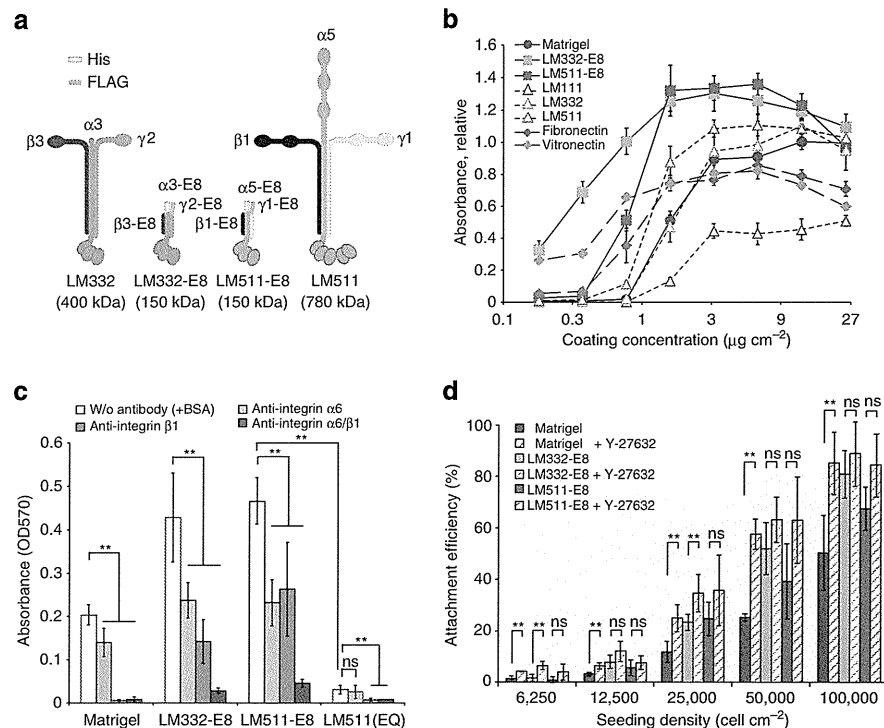 a
α5
His
FLAG
β3
α3
γ2
β1
γ1
α3-E8
γ2-E8
β3-E8
α5-E8
γ1-E8
β1-E8
LM332
(400 kDa)
LM332-E8
(150 kDa)
LM511-E8
(150 kDa)
LM511
(780 kDa)
b
1.6
1.4
1.2
1.0
0.8
0.6
0.4
0.2
0
Absorbance, relative
Matrigel
LM332-E8
LM511-E8
LM111
LM332
LM511
Fibronectin
Vitronectin
0.1 0.3 1 3 9 27
Coating concentration (μg cm⁻²)
c
W/o antibody (+BSA)
Anti-integrin β1
Anti-integrin α6
Anti-integrin α6/β1
0.6
0.5
0.4
0.3
0.2
0.1
0
Absorbance (OD570)
**
**
**
**
**
ns
Matrigel LM332-E8 LM511-E8 LM511(EQ)
d
100
80
60
40
20
0
Attachment efficiency (%)
Matrigel
Matrigel + Y-27632
LM332-E8
LM332-E8 + Y-27632
LM511-E8
LM511-E8 + Y-27632
** ** ns
** ns ns
** ** ns
** ns ns
** ns ns
6,250 12,500 25,000 50,000 100,000
Seeding density (cell cm⁻²)